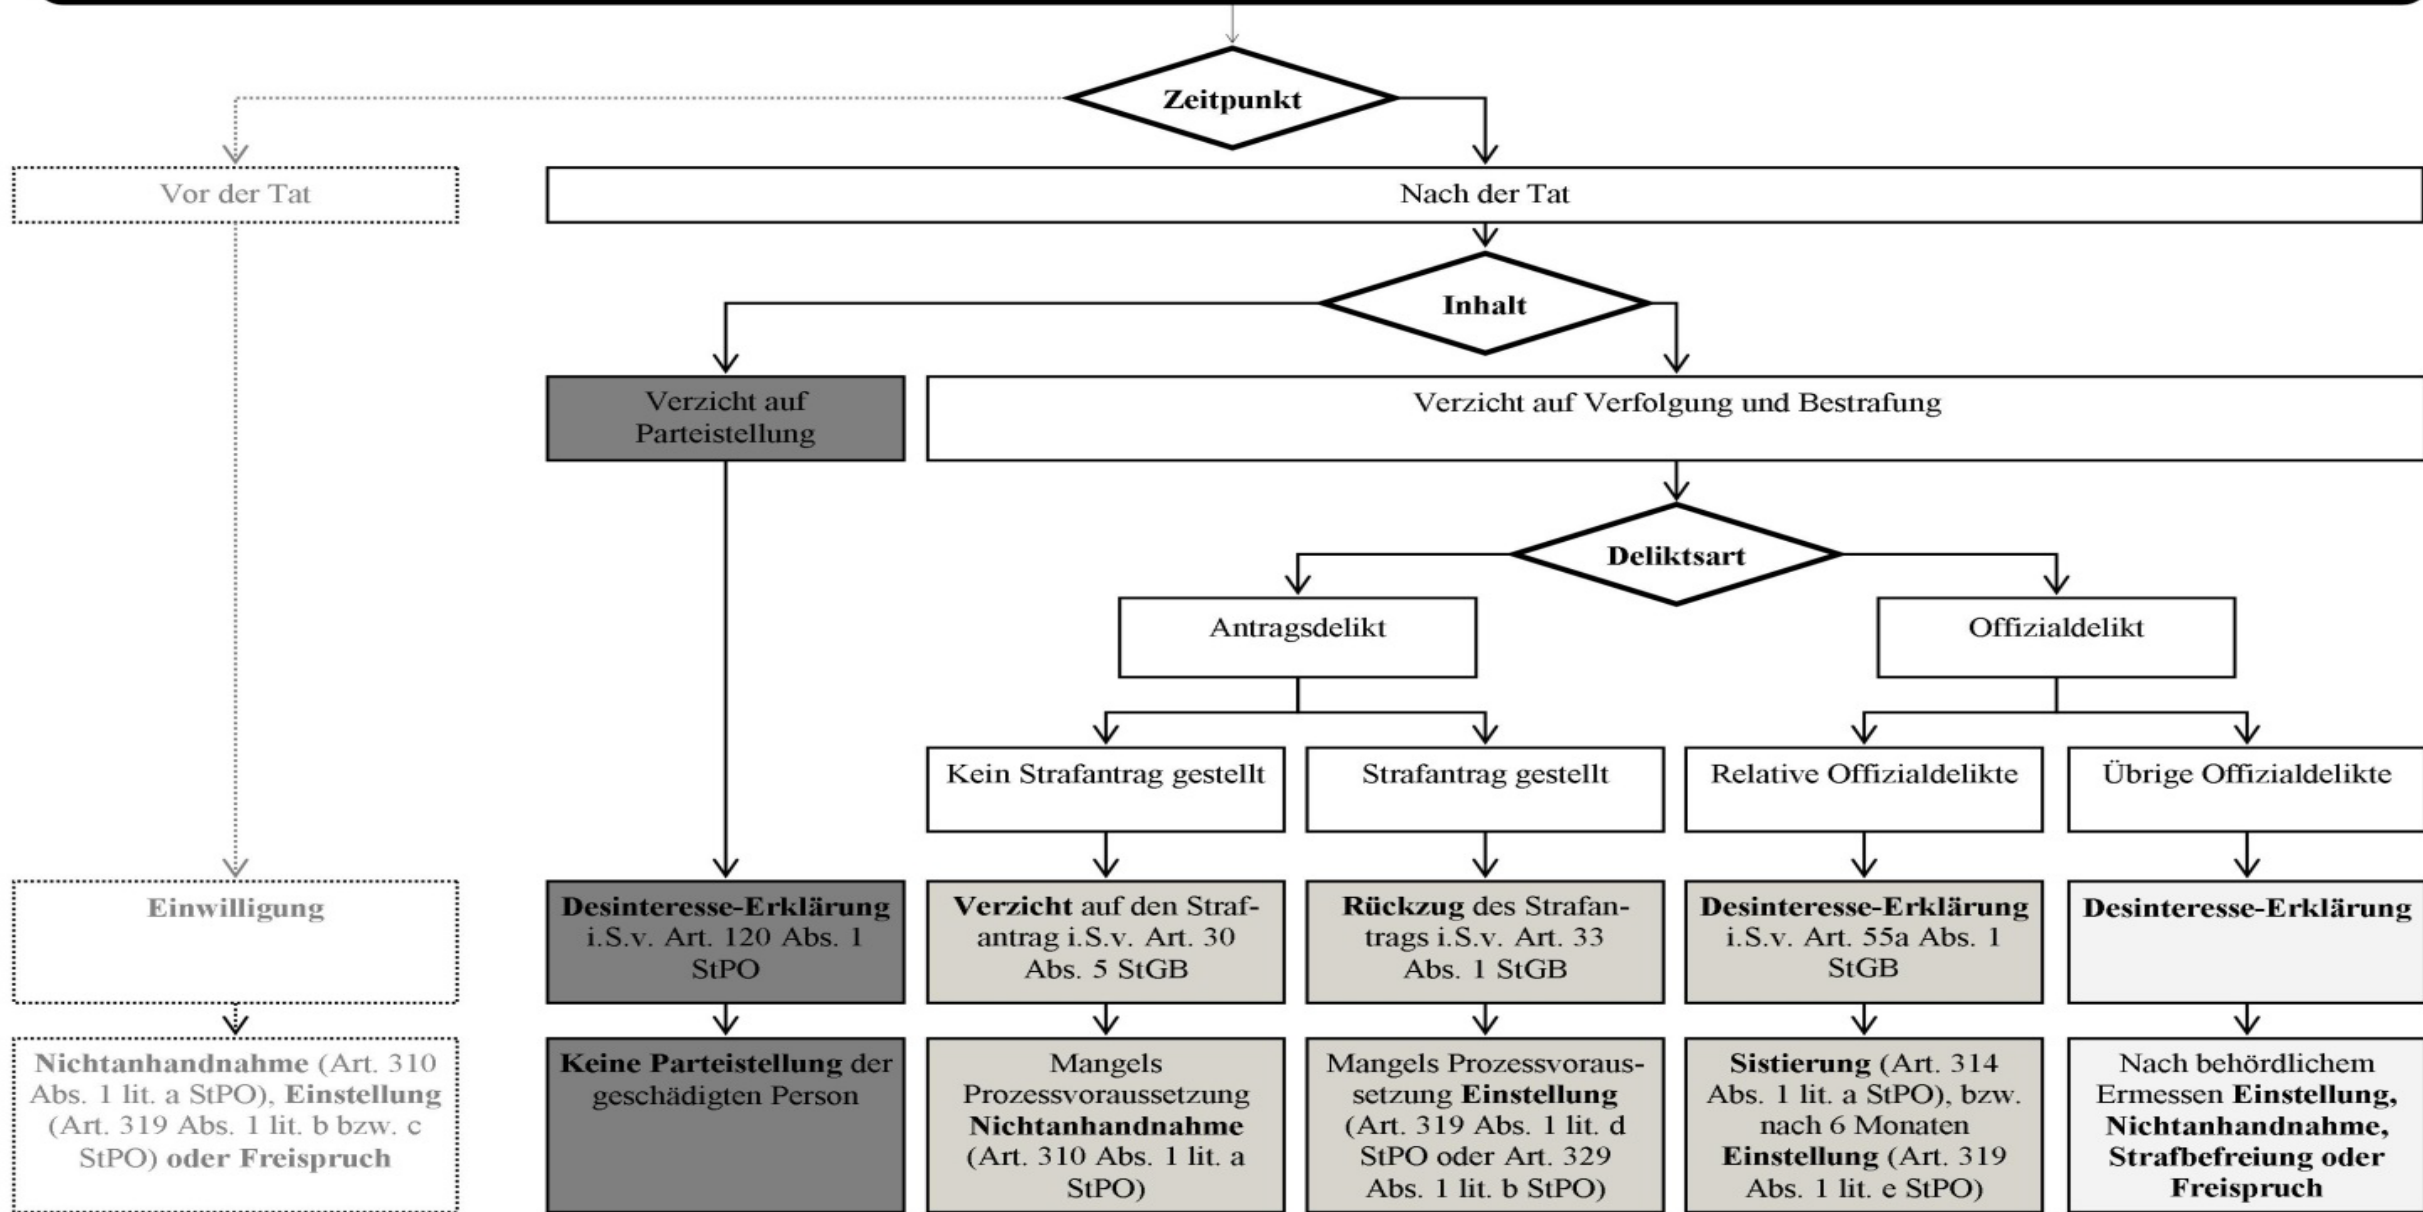 Zeitpunkt
Vor der Tat
Nach der Tat
Inhalt
Verzicht auf
Parteistellung
Verzicht auf Verfolgung und Bestrafung
Deliktsart
Antragsdelikt
Offizialdelikt
Kein Strafantrag gestellt
Strafantrag gestellt
Relative Offizialdelikte
Übrige Offizialdelikte
Einwilligung
Desinteresse-Erklärung
i.S.v. Art. 120 Abs. 1
StPO
Verzicht auf den Straf-
antrag i.S.v. Art. 30
Abs. 5 StGB
Rückzug des Strafan-
trags i.S.v. Art. 33
Abs. 1 StGB
Desinteresse-Erklärung
i.S.v. Art. 55a Abs. 1
StGB
Desinteresse-Erklärung
Nichtanhandnahme (Art. 310
Abs. 1 lit. a StPO), Einstellung
(Art. 319 Abs. 1 lit. b bzw. c
StPO) oder Freispruch
Keine Parteistellung der
geschädigten Person
Mangels
Prozessvoraussetzung
Nichtanhandnahme
(Art. 310 Abs. 1 lit. a
StPO)
Mangels Prozessvoraus-
setzung Einstellung
(Art. 319 Abs. 1 lit. d
StPO oder Art. 329
Abs. 1 lit. b StPO)
Sistierung (Art. 314
Abs. 1 lit. a StPO), bzw.
nach 6 Monaten
Einstellung (Art. 319
Abs. 1 lit. e StPO)
Nach behördlichem
Ermessen Einstellung,
Nichtanhandnahme,
Strafbefreiung oder
Freispruch